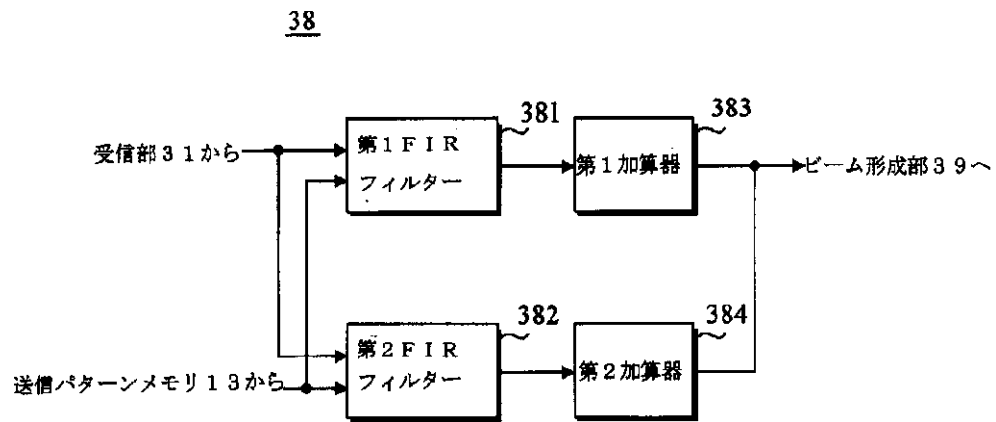 38
381
383
受信部31から
第1FIR
フィルター
第1加算器
ビーム形成部39へ
382
384
送信パターンメモリ13から
第2FIR
フィルター
第2加算器